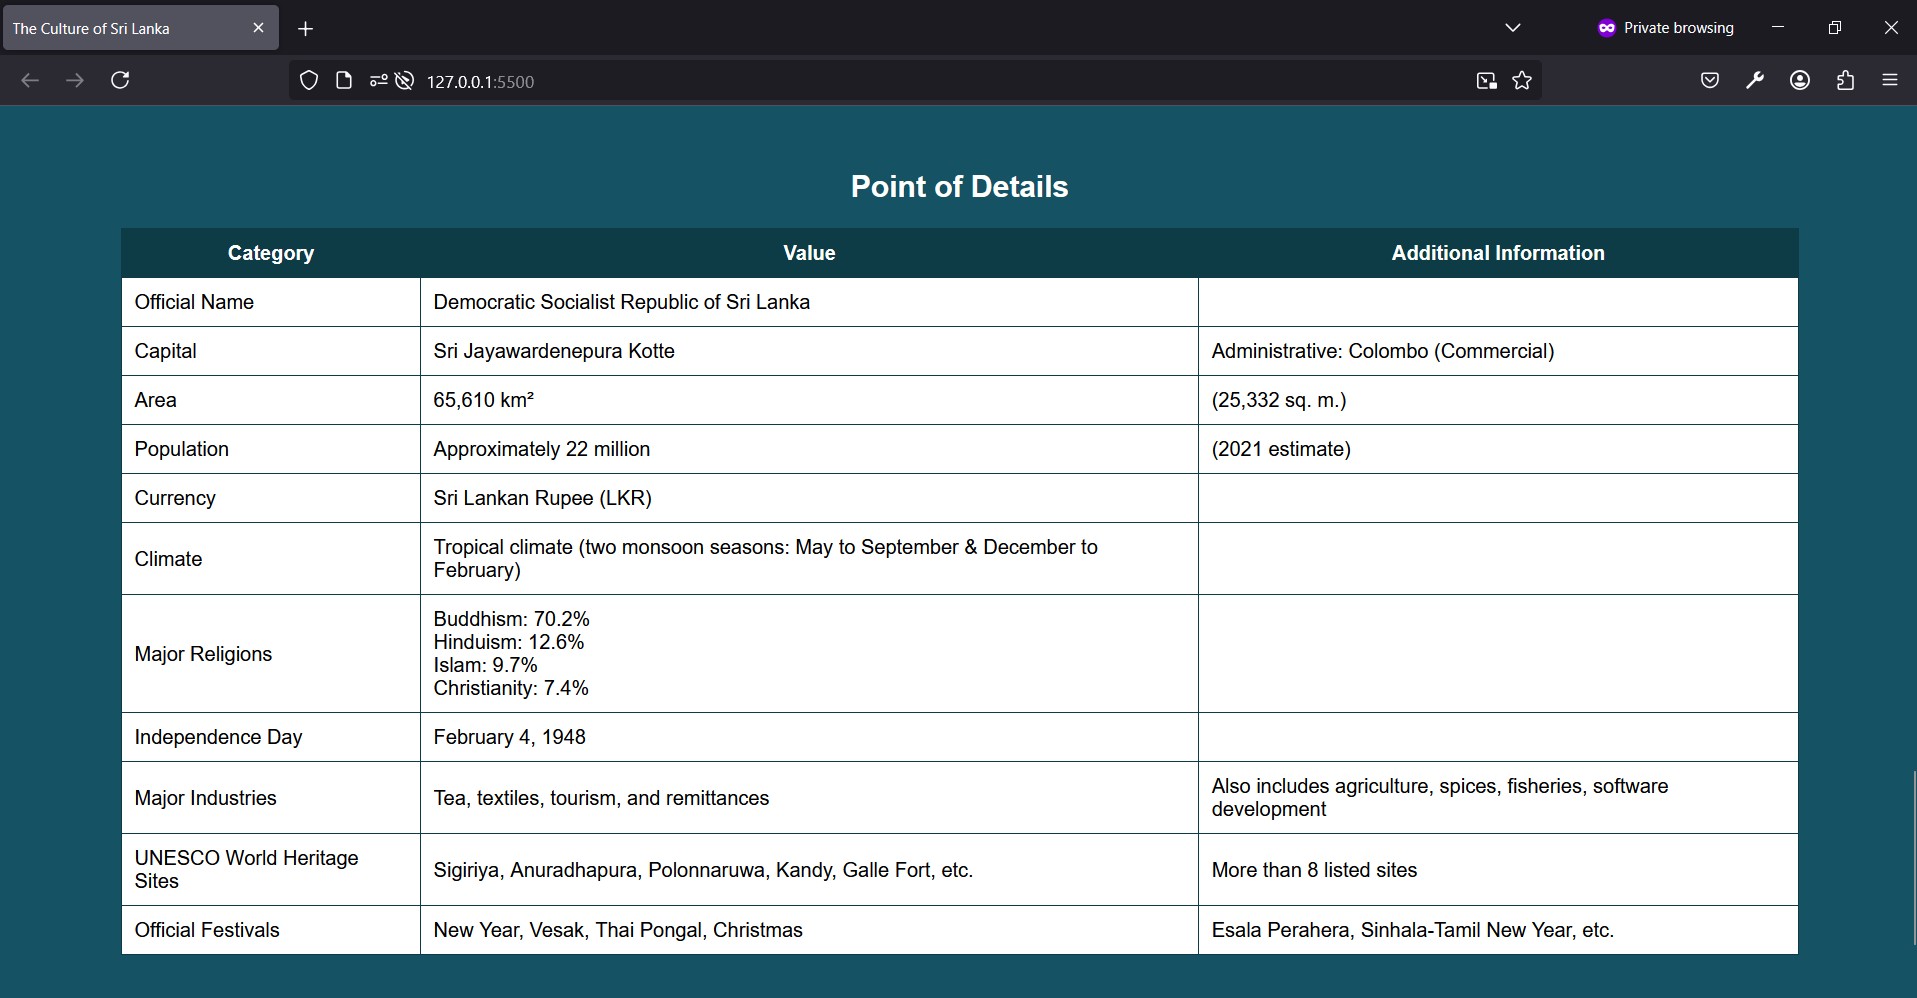 The Culture of Sri Lanka
Private browsing
127.0.0.1:5500
Point of Details
Category Value Additional Information
Official Name Democratic Socialist Republic of Sri Lanka
Capital Sri Jayawardenepura Kotte Administrative: Colombo (Commercial)
Area 65,610 km² (25,332 sq. m.)
Population Approximately 22 million (2021 estimate)
Currency Sri Lankan Rupee (LKR)
Climate Tropical climate (two monsoon seasons: May to September & December to
February)
Major Religions
Buddhism: 70.2%
Hinduism: 12.6%
Islam: 9.7%
Christianity: 7.4%
Independence Day February 4, 1948
Major Industries Tea, textiles, tourism, and remittances Also includes agriculture, spices, fisheries, software
development
UNESCO World Heritage
Sites Sigiriya, Anuradhapura, Polonnaruwa, Kandy, Galle Fort, etc. More than 8 listed sites
Official Festivals New Year, Vesak, Thai Pongal, Christmas Esala Perahera, Sinhala-Tamil New Year, etc.